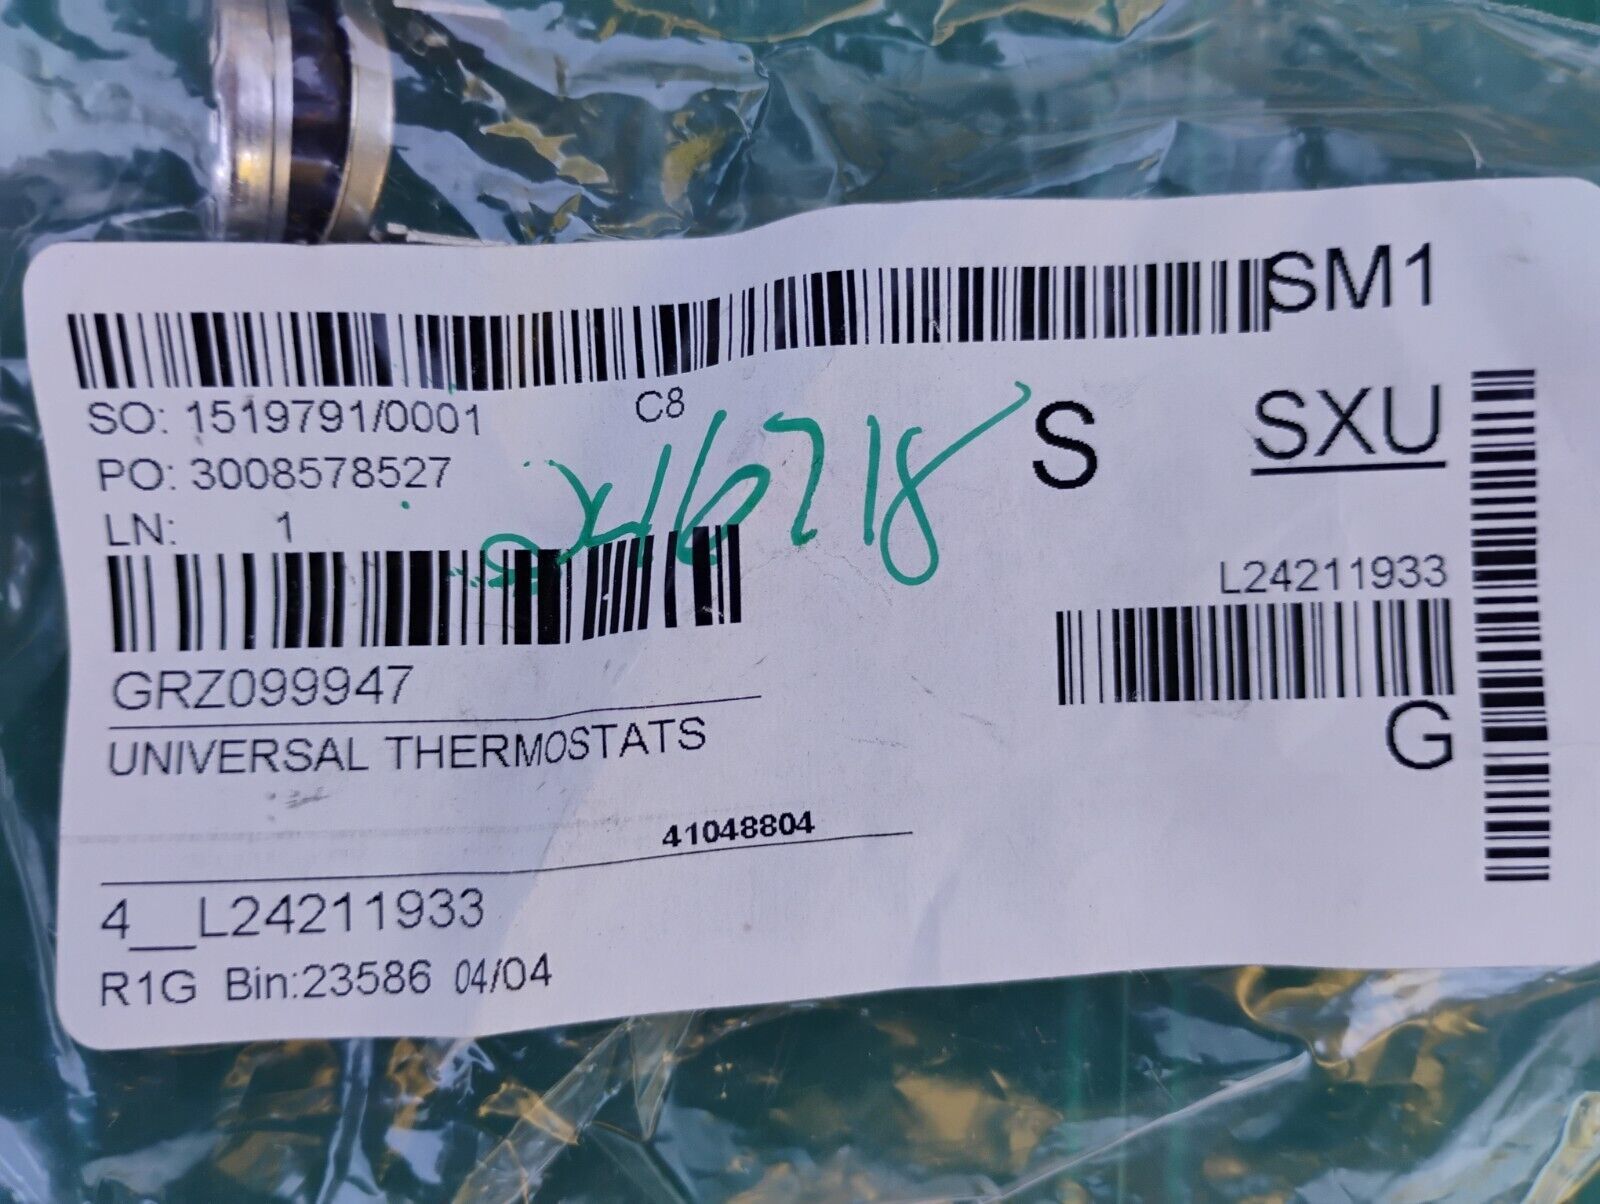 SM1
SO: 1519791/0001
C8
PO: 3008578527
LN: 1
246718
S
SXU
L24211933
GRZ099947
G
UNIVERSAL THERMOSTATS
41048804
4__L24211933
R1G Bin:23586 04/04